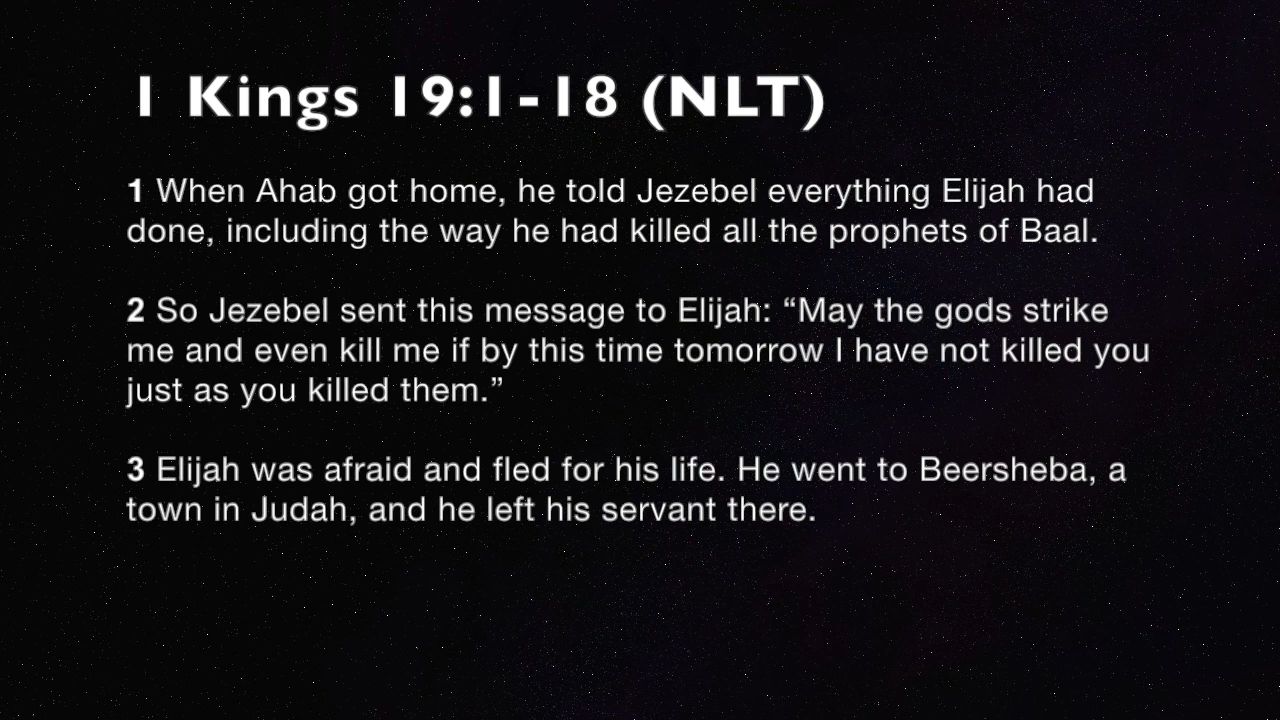 1 Kings 19:1-18 (NLT)
1 When Ahab got home, he told Jezebel everything Elijah had
done, including the way he had killed all the prophets of Baal.
2 So Jezebel sent this message to Elijah: “May the gods strike
me and even kill me if by this time tomorrow I have not killed you
just as you killed them.”
3 Elijah was afraid and fled for his life. He went to Beersheba, a
town in Judah, and he left his servant there.